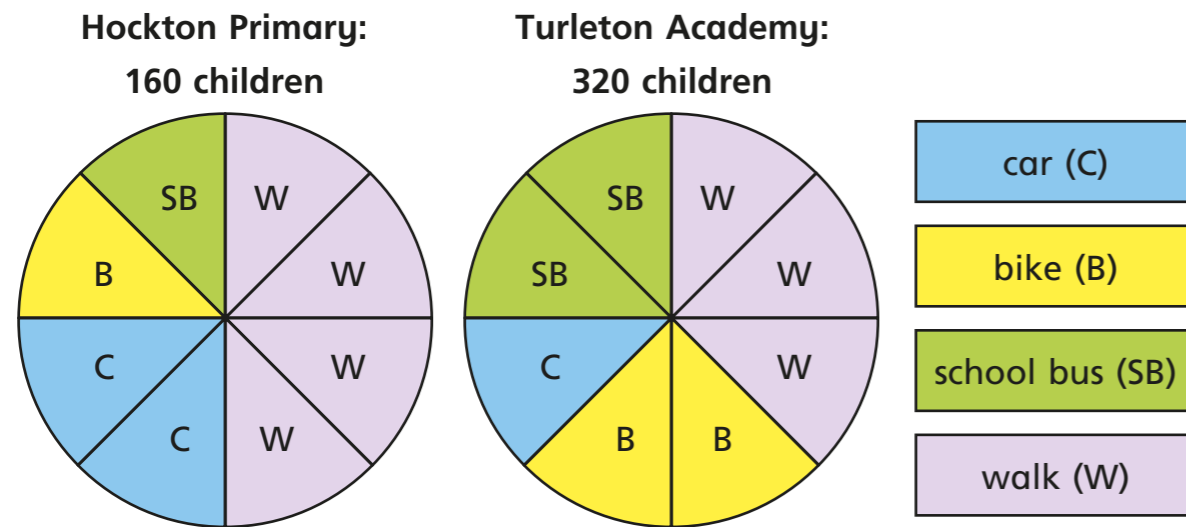 Hockton Primary:
160 children
Turleton Academy:
320 children
SB
W
B
W
C
W
C
W
SB
W
SB
W
C
W
B
B
car (C)
bike (B)
school bus (SB)
walk (W)